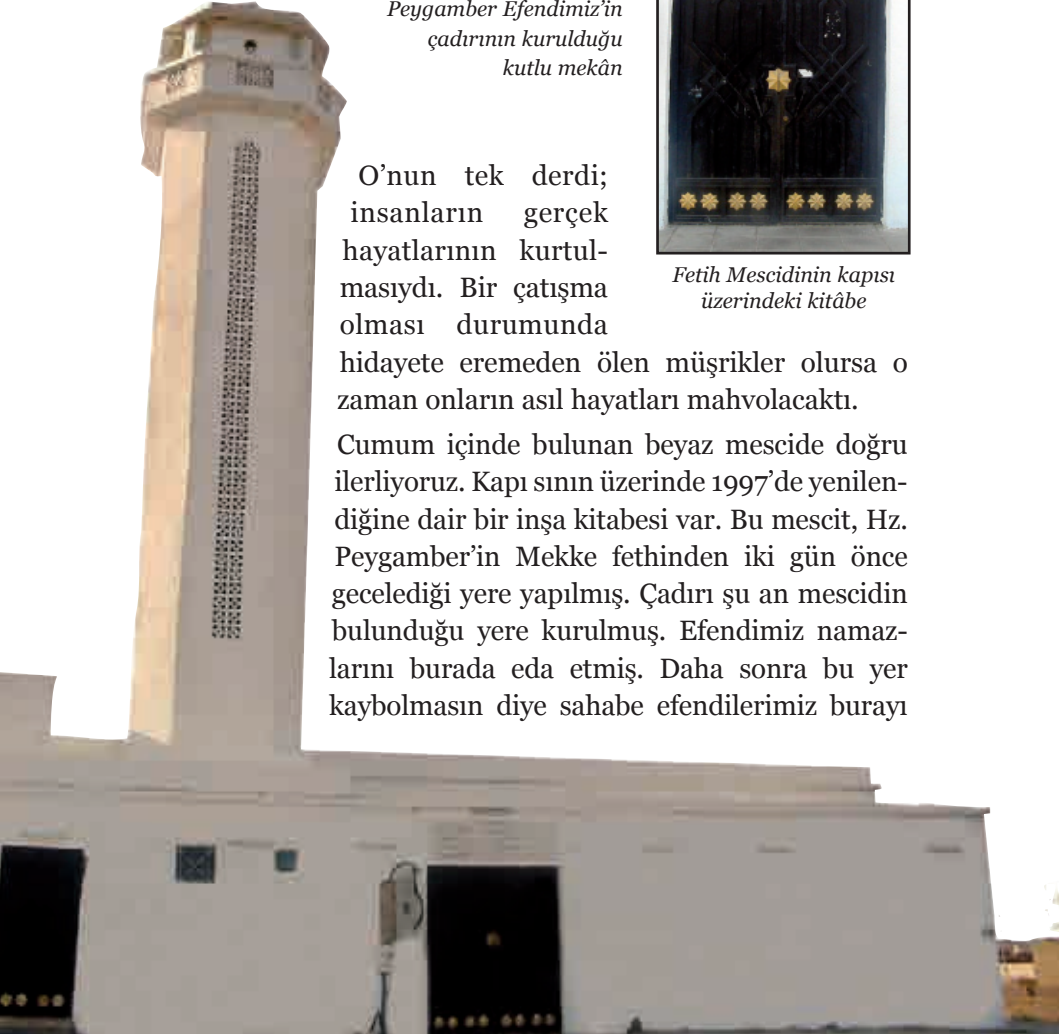 Peygamber Efendimiz’in
çadırının kurulduğu
kutlu mekân
Fetih Mescidinin kapısı
üzerindeki kitâbe
O’nun tek derdi;
insanların gerçek
hayatlarının kurtul-
masıydı. Bir çatışma
olması durumunda
hidayete eremeden ölen müşrikler olursa o
zaman onların asıl hayatları mahvolacaktı.
Cumum içinde bulunan beyaz mescide doğru
ilerliyoruz. Kapı sının üzerinde 1997’de yenilen-
diğine dair bir inşa kitabesi var. Bu mescit, Hz.
Peygamber’in Mekke fethinden iki gün önce
gecelediği yere yapılmış. Çadırı şu an mescidin
bulunduğu yere kurulmuş. Efendimiz namaz-
larını burada eda etmiş. Daha sonra bu yer
kaybolmasın diye sahabe efendilerimiz burayı